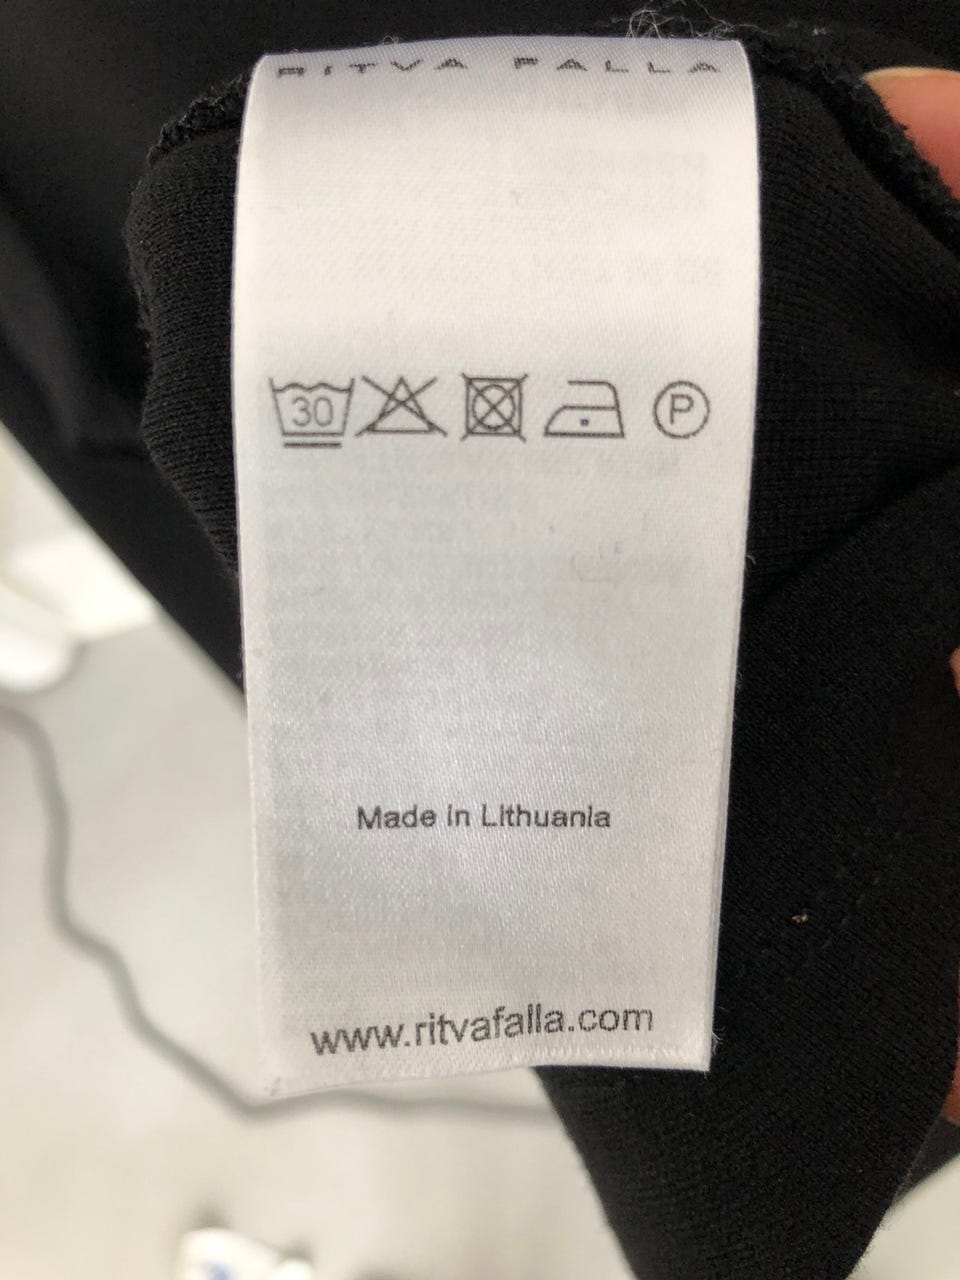 RITVA FALLA
30 P
Made in Lithuania
www.ritvafalla.com